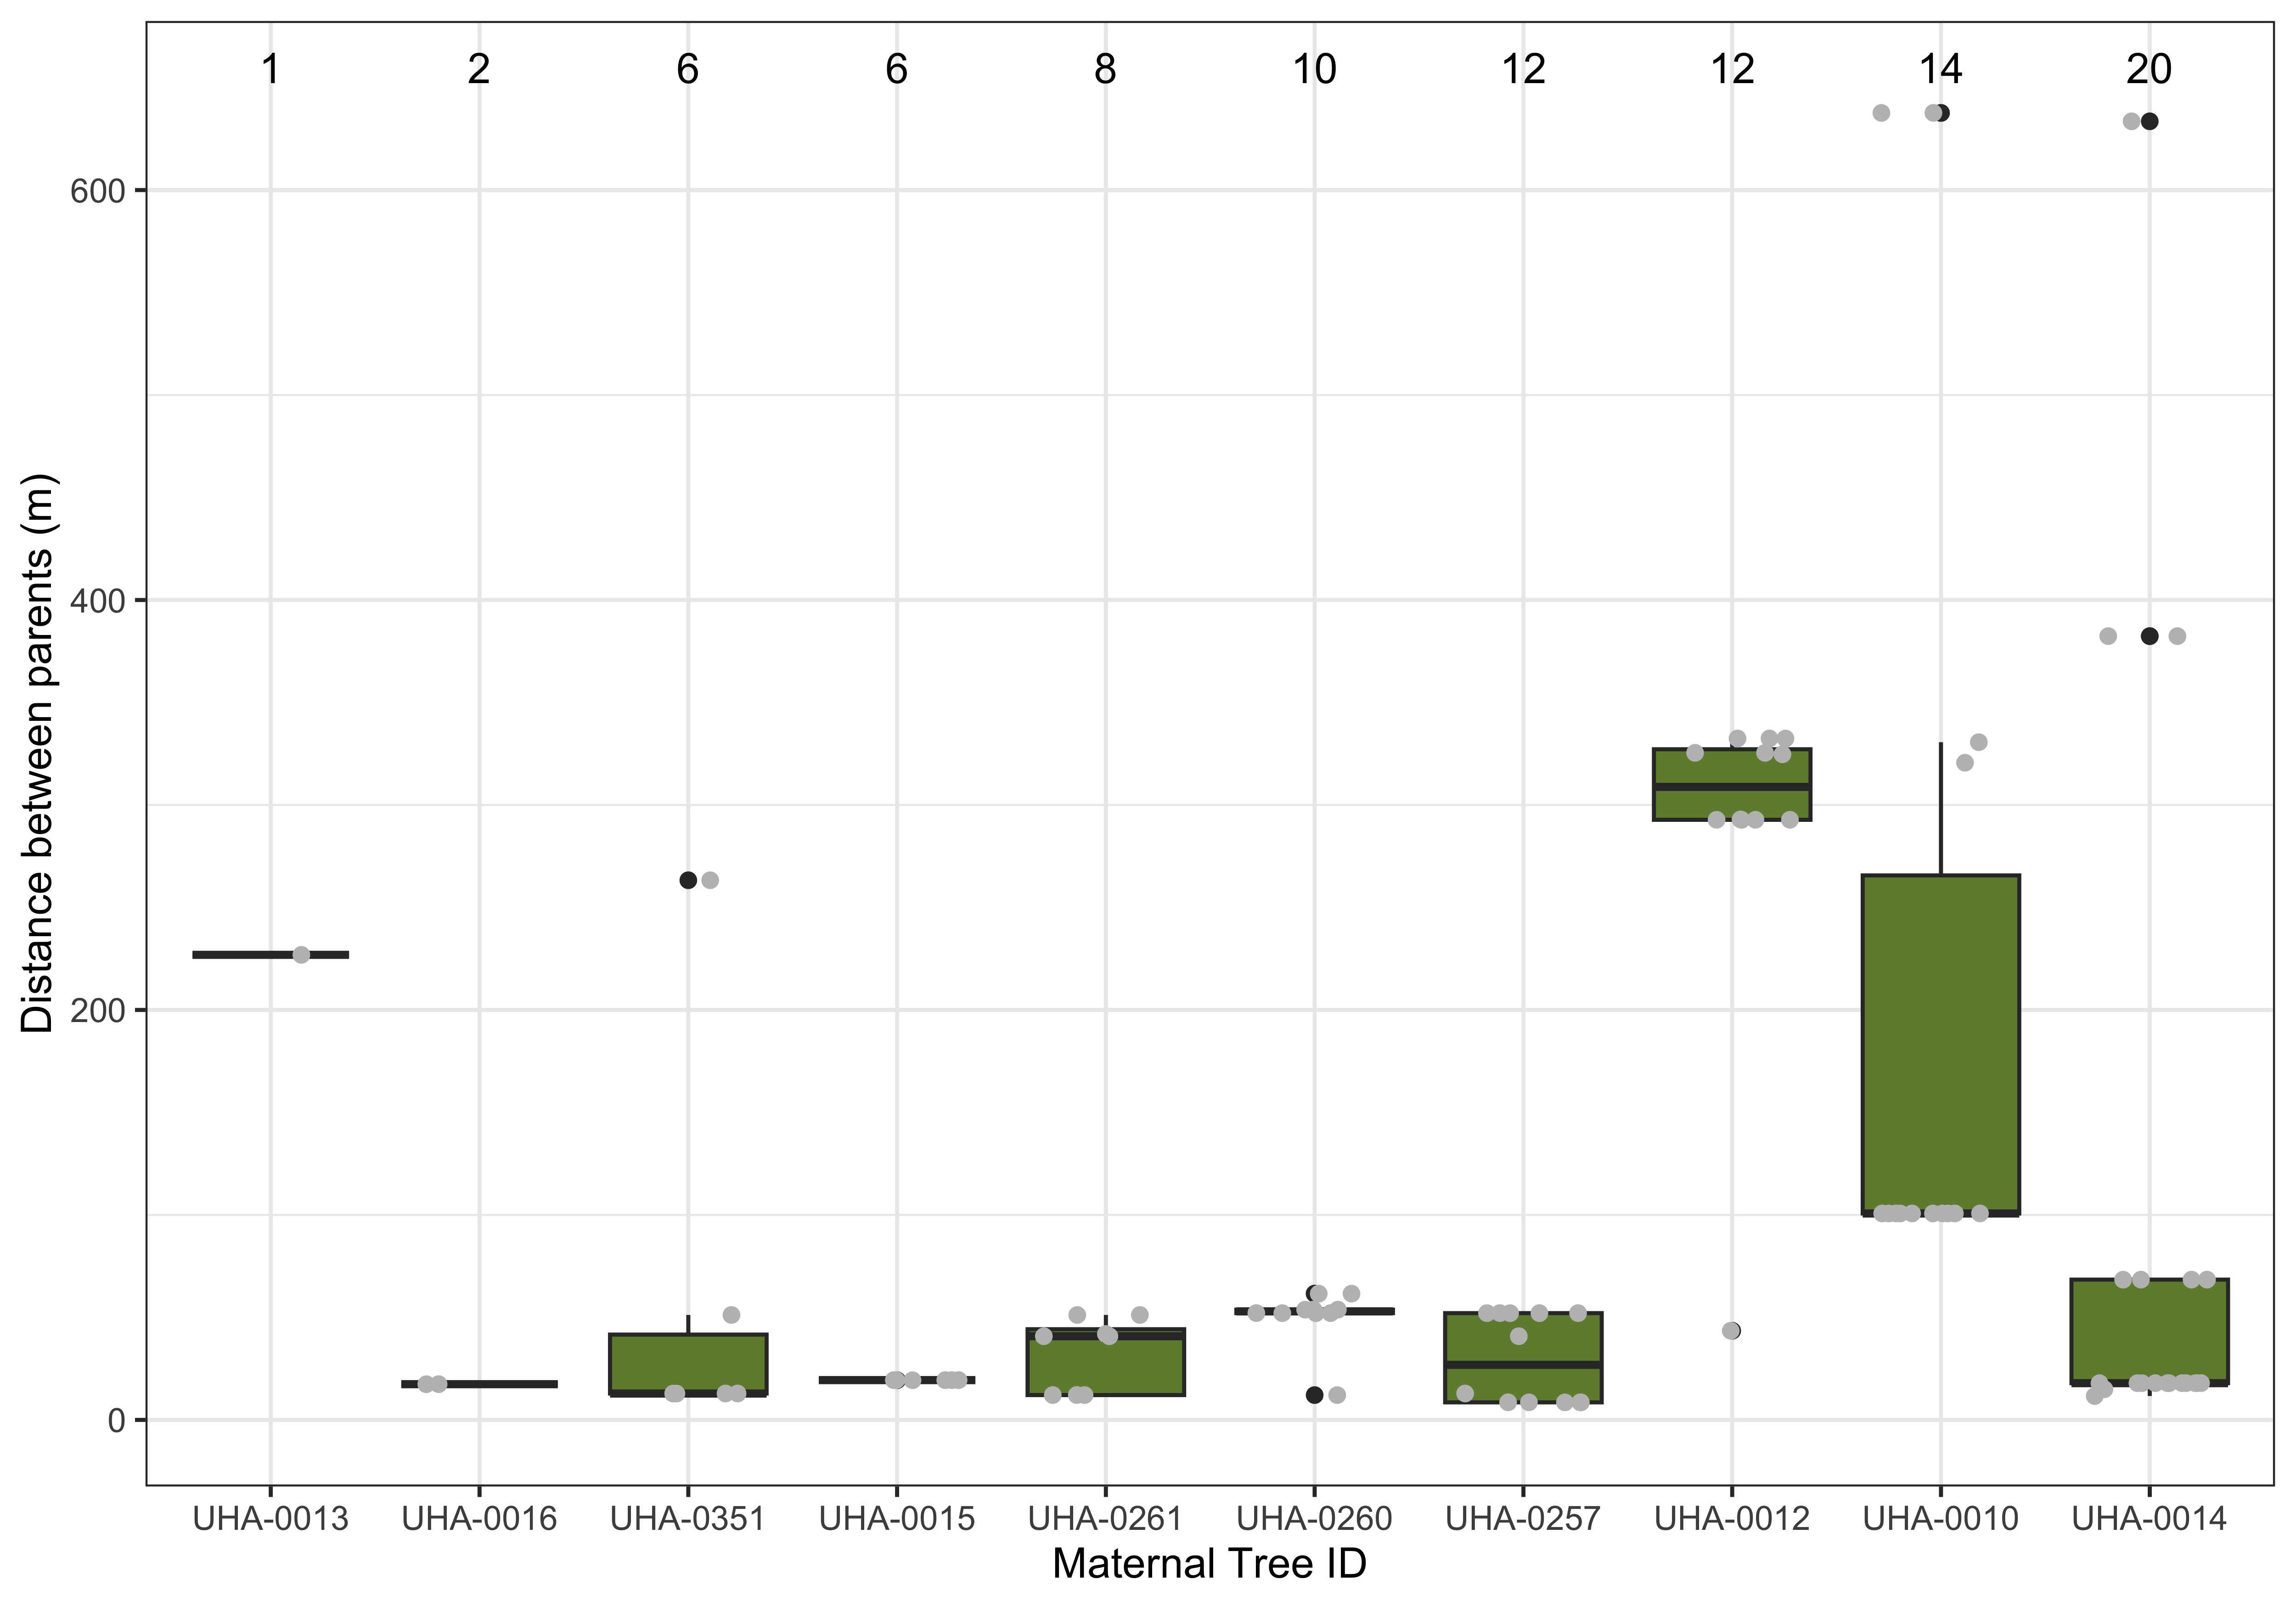 1 2 6 6 8 10 12 12 14 20
600
400
200
0
Distance between parents (m)
UHA-0013 UHA-0016 UHA-0351 UHA-0015 UHA-0261 UHA-0260 UHA-0257 UHA-0012 UHA-0010 UHA-0014
Maternal Tree ID